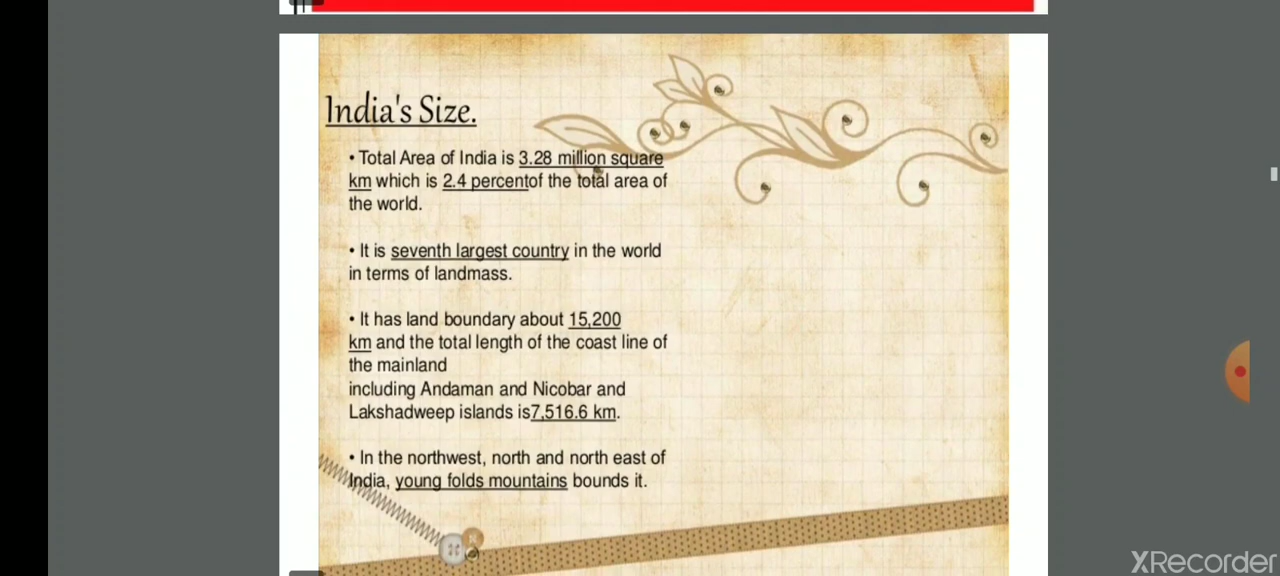 India's Size.
• Total Area of India is 3.28 million square
km which is 2.4 percentof the total area of
the world.
• It is seventh largest country in the world
in terms of landmass.
• It has land boundary about 15,200
km and the total length of the coast line of
the mainland
including Andaman and Nicobar and
Lakshadweep islands is7,516.6 km.
• In the northwest, north and north east of
India, young folds mountains bounds it.
XRecorder